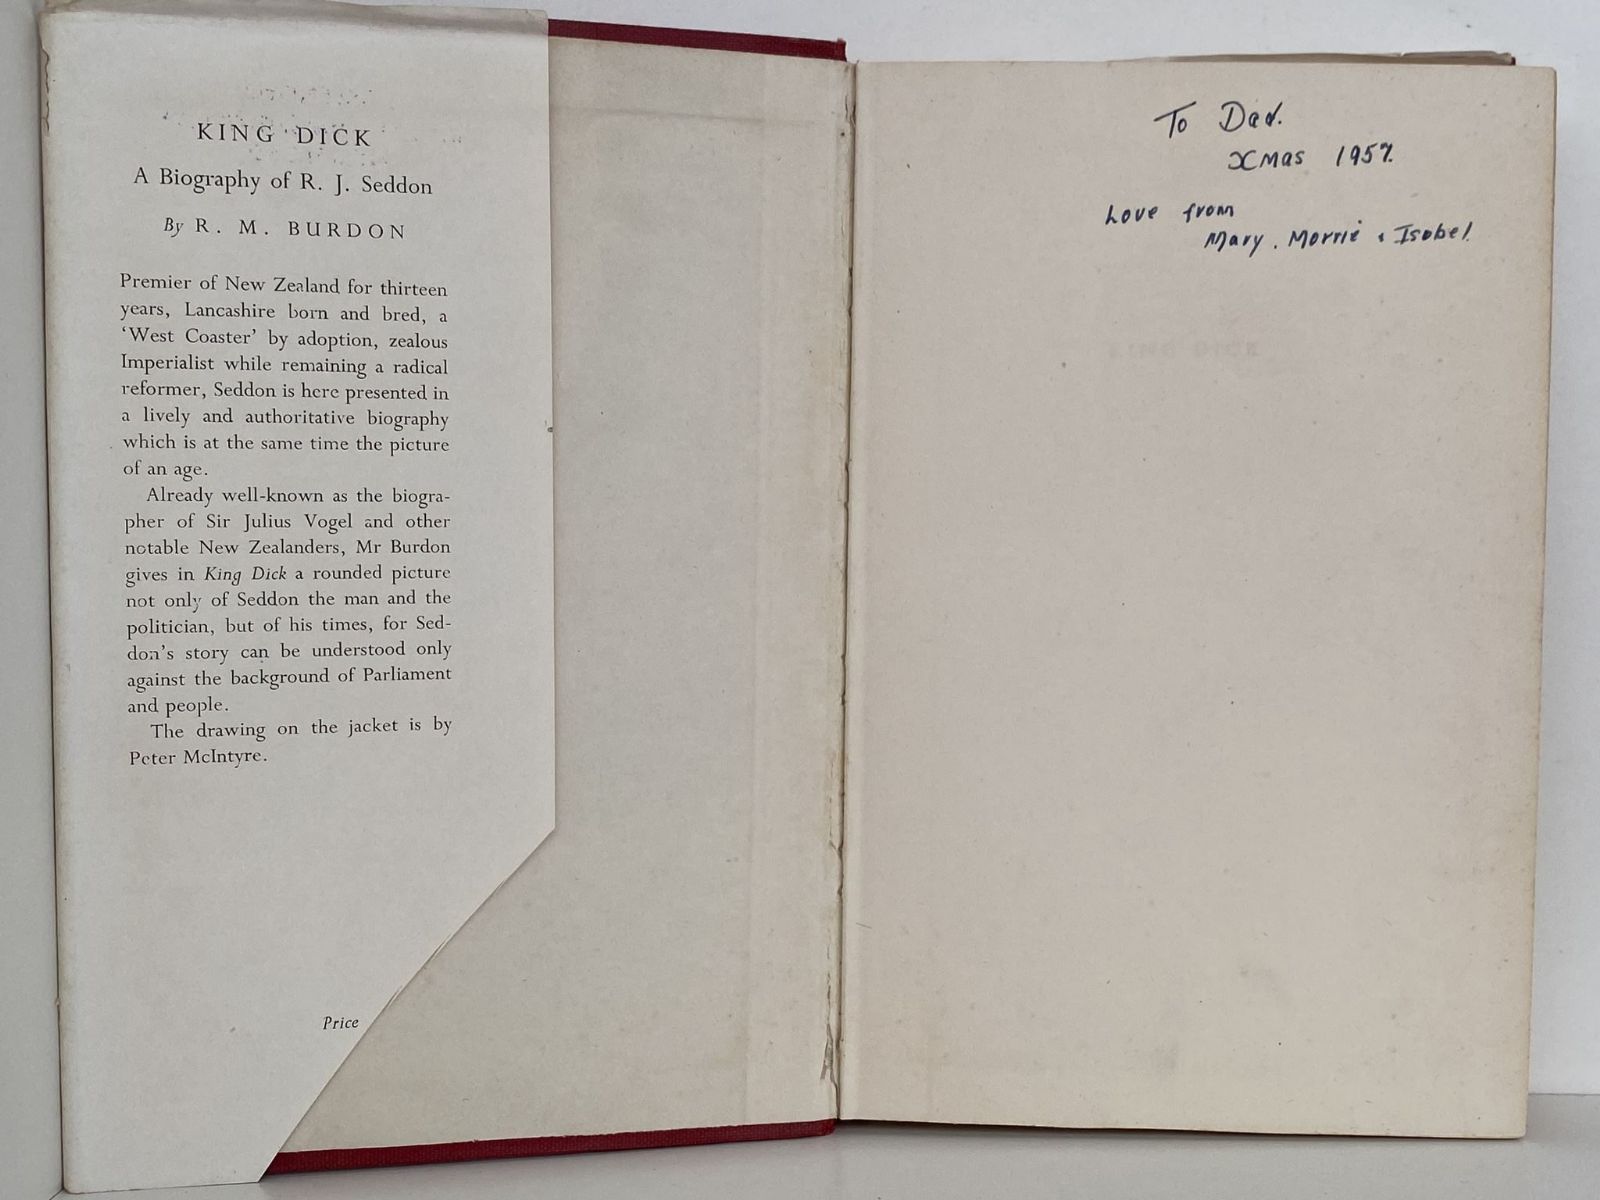 KING DICK
A Biography of R. J. Seddon
By R. M. BURDON
Premier of New Zealand for thirteen
years, Lancashire born and bred, a
‘West Coaster’ by adoption, zealous
Imperialist while remaining a radical
reformer, Seddon is here presented in
a lively and authoritative biography
which is at the same time the picture
of an age.
Already well-known as the biogra-
pher of Sir Julius Vogel and other
notable New Zealanders, Mr Burdon
gives in King Dick a rounded picture
not only of Seddon the man and the
politician, but of his times, for Sed-
don’s story can be understood only
against the background of Parliament
and people.
The drawing on the jacket is by
Peter McIntyre.
Price
To Dad.
Xmas 1957.
Love from
Mary, Morrie & Isobel.
KING DICK